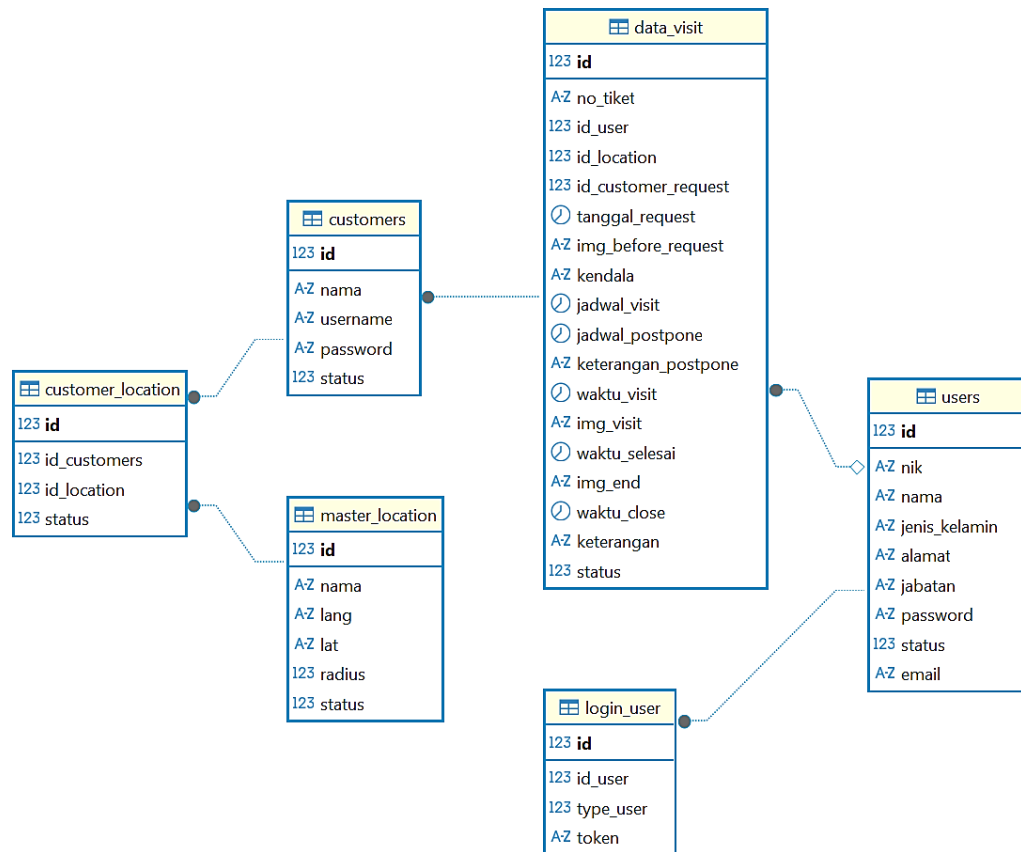 data_visit
123 id
A-Z no_tiket
123 id_user
123 id_location
123 id_customer_request
tanggal_request
A-Z img_before_request
A-Z kendala
jadwal_visit
jadwal_postpone
A-Z keterangan_postpone
waktu_visit
A-Z img_visit
waktu_selesai
A-Z img_end
waktu_close
A-Z keterangan
123 status
customers
123 id
A-Z nama
A-Z username
A-Z password
123 status
customer_location
123 id
123 id_customers
123 id_location
123 status
master_location
123 id
A-Z nama
A-Z lang
A-Z lat
123 radius
123 status
users
123 id
A-Z nik
A-Z nama
A-Z jenis_kelamin
A-Z alamat
A-Z jabatan
A-Z password
123 status
A-Z email
login_user
123 id
123 id_user
123 type_user
A-Z token